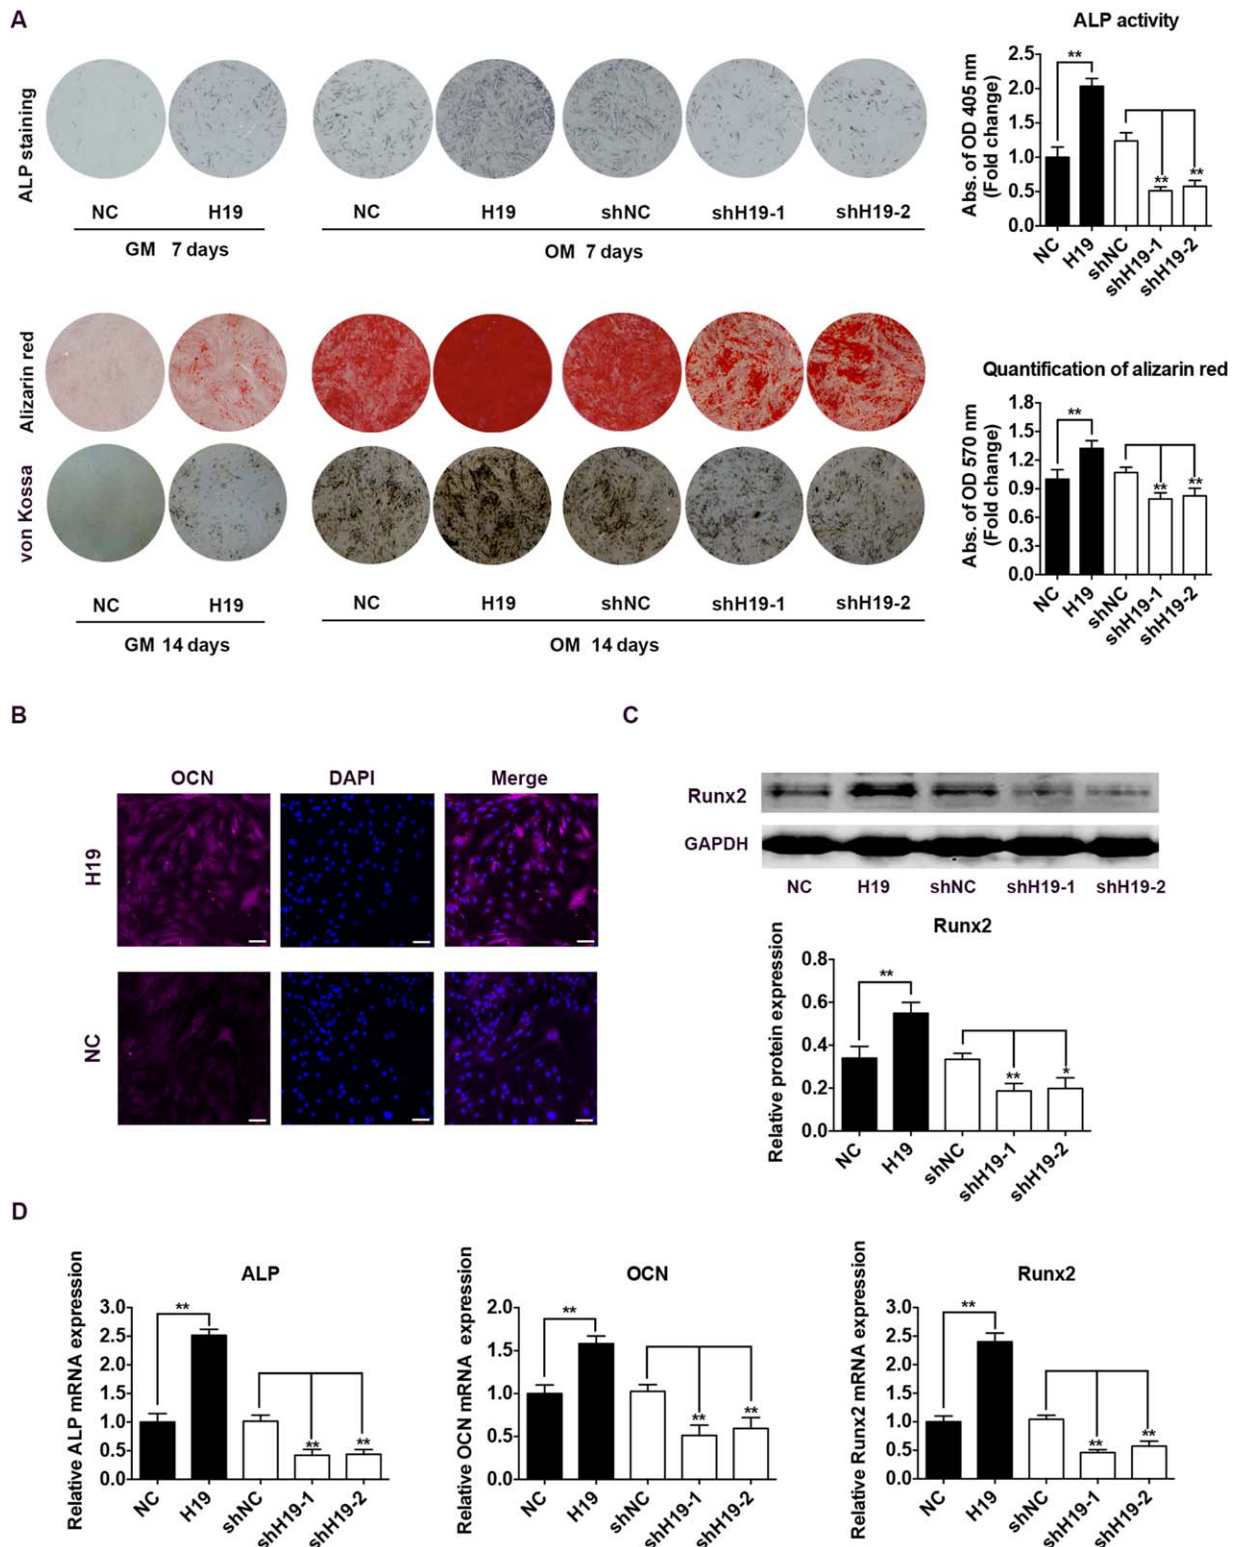 A
ALP staining
NC H19 NC H19 shNC shH19-1 shH19-2
GM 7 days OM 7 days
ALP activity
Abs. of OD 405 nm
(Fold change)
2.5
2.0
1.5
1.0
0.5
0.0
**
** **
NC H19 shNC shH19-1 shH19-2
Alizarin red
von Kossa
NC H19 NC H19 shNC shH19-1 shH19-2
GM 14 days OM 14 days
Quantification of alizarin red
Abs. of OD 570 nm
(Fold change)
1.8
1.5
1.2
0.9
0.6
0.3
0.0
**
** **
NC H19 shNC shH19-1 shH19-2
B
OCN DAPI Merge
H19
NC
C
Runx2
GAPDH
NC H19 shNC shH19-1 shH19-2
Runx2
Relative protein expression
0.8
0.6
0.4
0.2
0.0
**
** *
NC H19 shNC shH19-1 shH19-2
D
ALP
Relative ALP mRNA expression
3.0
2.5
2.0
1.5
1.0
0.5
0.0
**
** **
NC H19 shNC shH19-1 shH19-2
OCN
Relative OCN mRNA expression
2.0
1.5
1.0
0.5
0.0
**
** **
NC H19 shNC shH19-1 shH19-2
Runx2
Relative Runx2 mRNA expression
3.0
2.5
2.0
1.5
1.0
0.5
0.0
**
** **
NC H19 shNC shH19-1 shH19-2